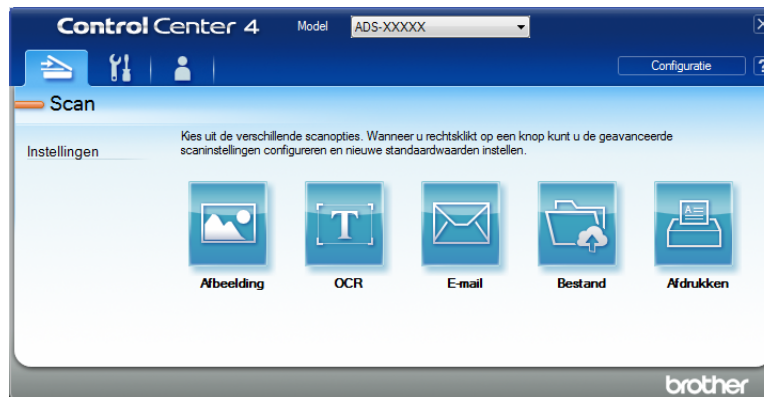 ControlCenter 4
Model
ADS-XXXXX
Configuratie
?
Scan
Instellingen
Kies uit de verschillende scanopties. Wanneer u rechtsklikt op een knop kunt u de geavanceerde
scaninstellingen configureren en nieuwe standaardwaarden instellen.
T
Afbeelding
OCR
E-mail
Bestand
Afdrukken
brother